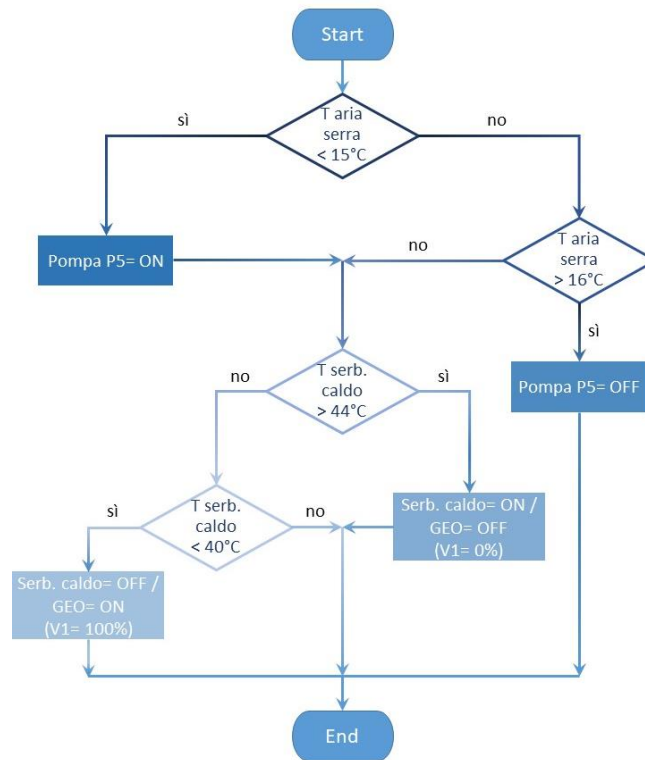 Start
T aria
serra
< 15°C
sì
no
Pompa P5= ON
no
T aria
serra
> 16°C
sì
Pompa P5= OFF
T serb.
caldo
> 44°C
no
sì
T serb.
caldo
< 40°C
sì
no
Serb. caldo= ON /
GEO= OFF
(V1= 0%)
Serb. caldo= OFF /
GEO= ON
(V1= 100%)
End